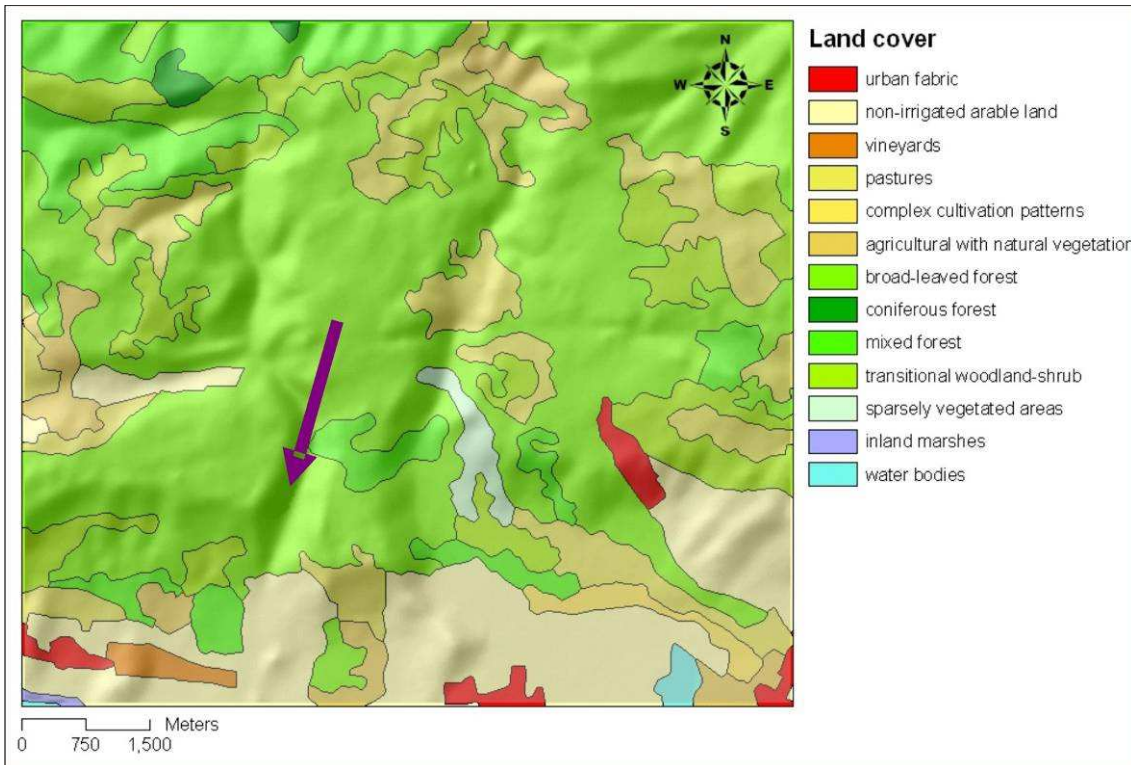 Land cover
N
W E
S
urban fabric
non-irrigated arable land
vineyards
pastures
complex cultivation patterns
agricultural with natural vegetation
broad-leaved forest
coniferous forest
mixed forest
transitional woodland-shrub
sparsely vegetated areas
inland marshes
water bodies
Meters
0 750 1,500